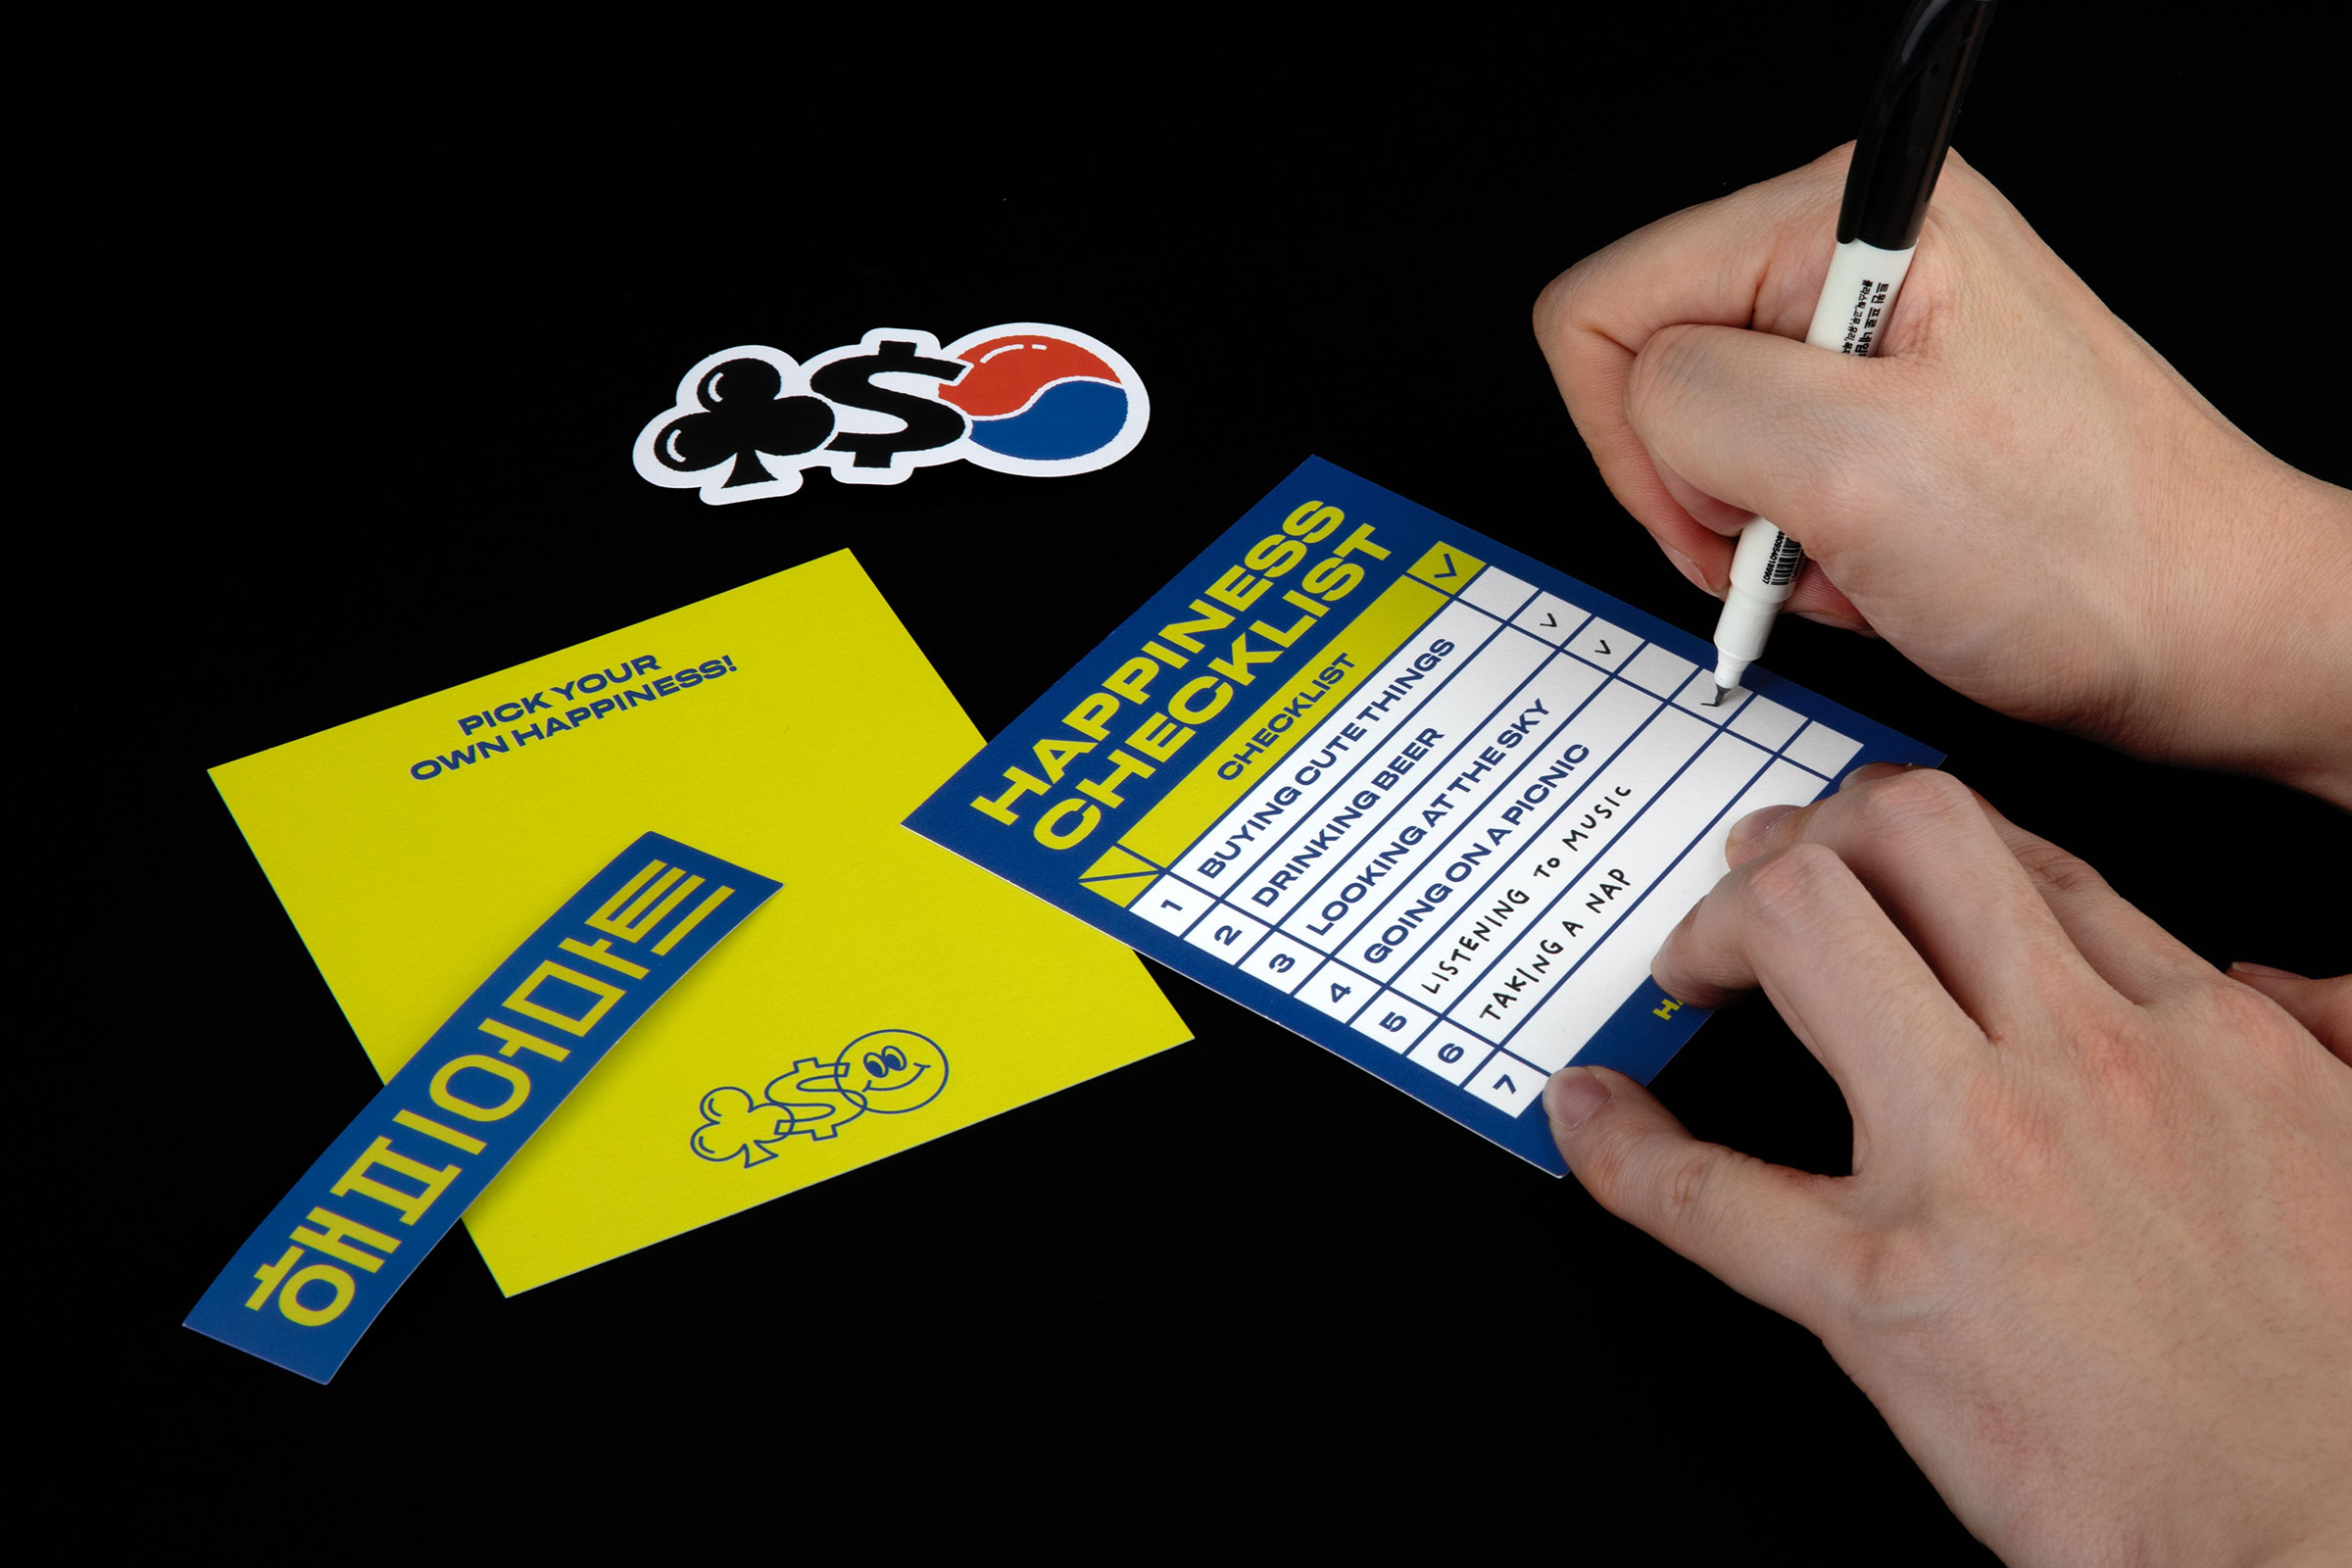 PICK YOUR
OWN HAPPINESS!
해피어마트
HAPPINESS
CHECKLIST
CHECKLIST
1 BUYING CUTE THINGS
2 DRINKING BEER
3 LOOKING AT THE SKY
4 GOING ON A PICNIC
5 LISTENING TO MUSIC
6 TAKING A NAP
7